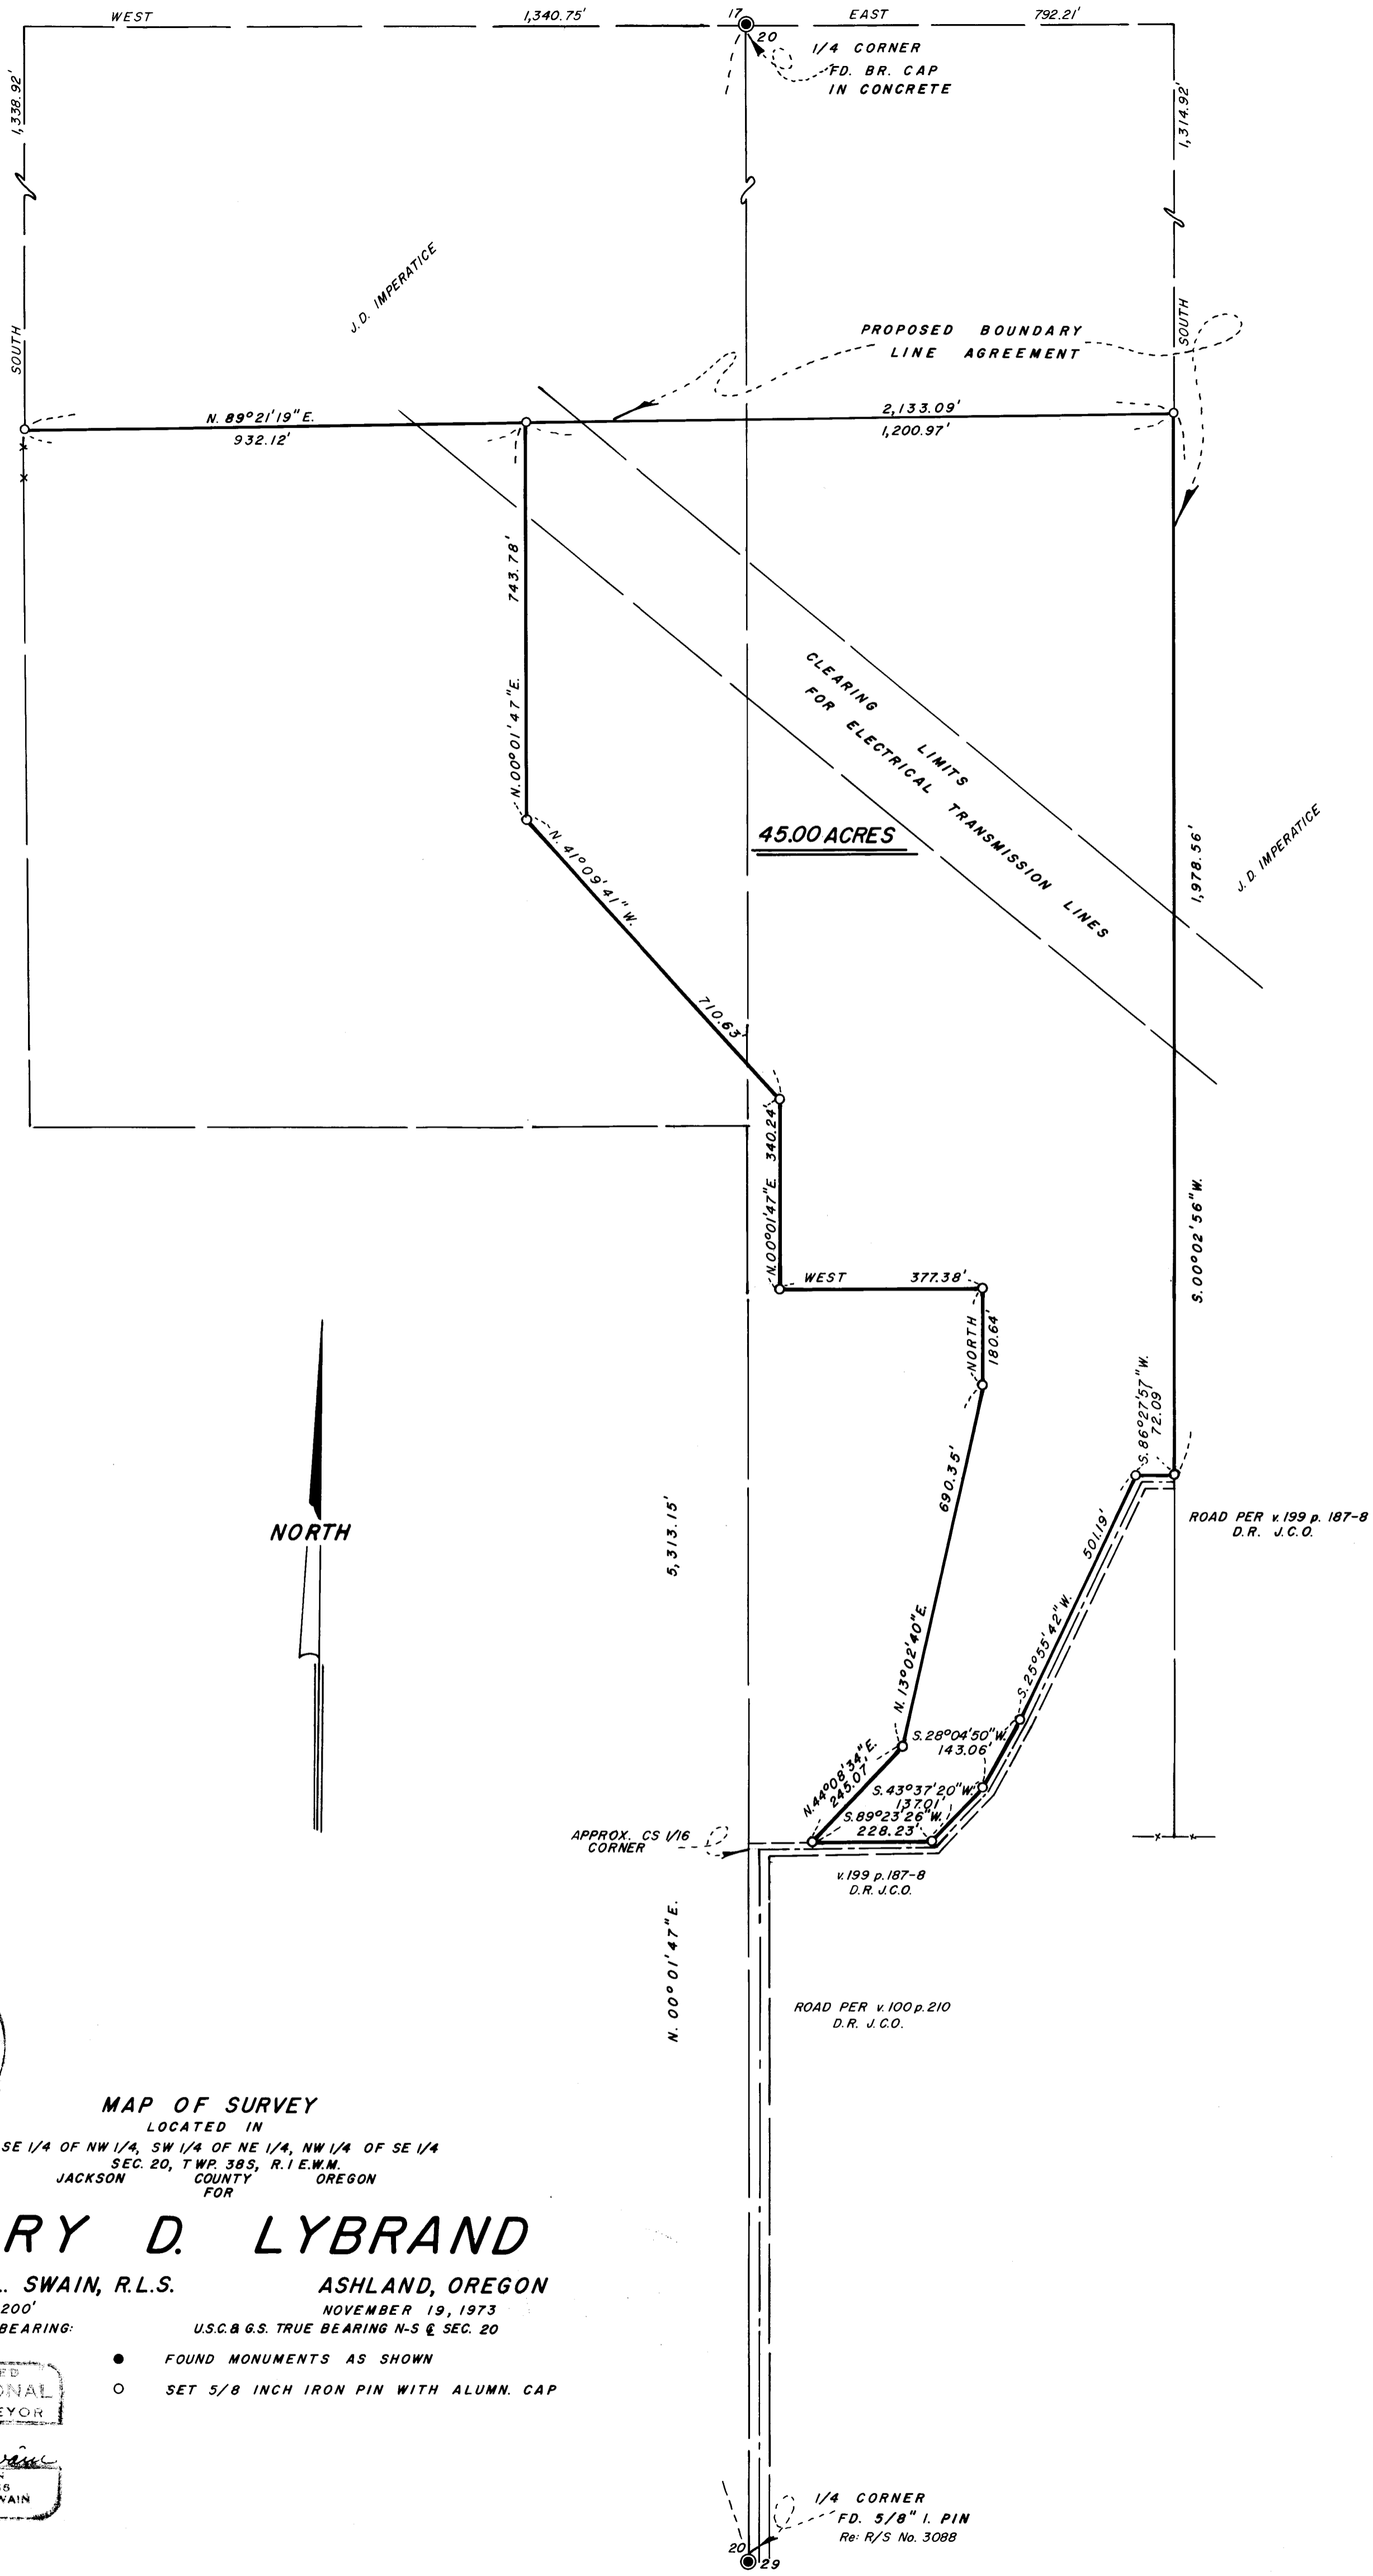 WEST 1,340.75' 17 EAST 792.21'
20
1/4 CORNER
FD. BR. CAP
IN CONCRETE
1,338.92'
1,314.92'
SOUTH
SOUTH
J.D. IMPERATICE
PROPOSED BOUNDARY
LINE AGREEMENT
N. 89°21'19" E.
932.12'
2,133.09'
1,200.97'
743.78'
N.00°01'47"E.
CLEARING LIMITS
FOR ELECTRICAL TRANSMISSION LINES
45.00 ACRES
1,978.56'
J. D. IMPERATICE
N. 41°09'41" W.
710.63'
N.00°01'47"E. 340.24'
S.00°02'56"W.
WEST 377.38'
NORTH
180.64'
S. 86°27'57" W.
72.09
ROAD PER v. 199 p. 187-8
D.R. J.C.O.
NORTH
5,313.15'
690.35'
N. 13°02'40" E.
501.19'
S. 25°55'42" W.
S. 28°04'50" W.
143.06'
N.44°08'34"E.
245.07'
S. 43°37'20" W.
137.01'
S.89°23'26"W.
228.23'
APPROX. CS 1/16
CORNER
v. 199 p. 187-8
D.R. J.C.O.
N. 00°01'47"E.
ROAD PER v. 100 p. 210
D.R. J.C.O.
MAP OF SURVEY
LOCATED IN
SE 1/4 OF NW 1/4, SW 1/4 OF NE 1/4, NW 1/4 OF SE 1/4
SEC. 20, TWP. 38S, R. 1 E.W.M.
JACKSON COUNTY OREGON
FOR
RY D. LYBRAND
L. SWAIN, R.L.S. ASHLAND, OREGON
200' NOVEMBER 19, 1973
BEARING: U.S.C. & G.S. TRUE BEARING N-S ℄ SEC. 20
● FOUND MONUMENTS AS SHOWN
○ SET 5/8 INCH IRON PIN WITH ALUMN. CAP
ED
ONAL
EYOR
WAIN
1/4 CORNER
FD. 5/8" I. PIN
Re: R/S No. 3088
20
29